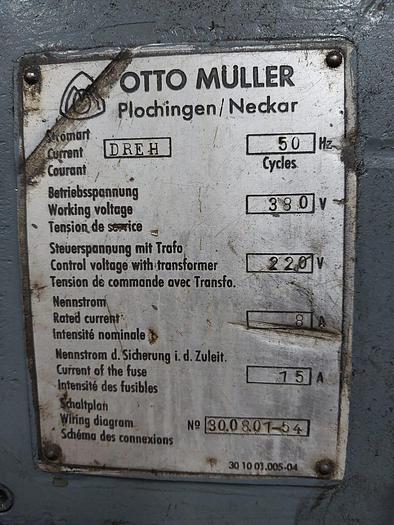 OTTO MÜLLER
Plochingen/Neckar
Stromart
Current DREH 50 Hz
Courant Cycles
Betriebsspannung
Working voltage 380 V
Tension de service
Steuerspannung mit Trafo
Control voltage with transformer 220 V
Tension de commande avec Transfo.
Nennstrom
Rated current 8 A
Intensité nominale
Nennstrom d. Sicherung i. d. Zuleit.
Current of the fuse 15 A
Intensité des fusibles
Schaltplan
Wiring diagram No 30.0801-54
Schéma des connexions
30 10 01.005-04